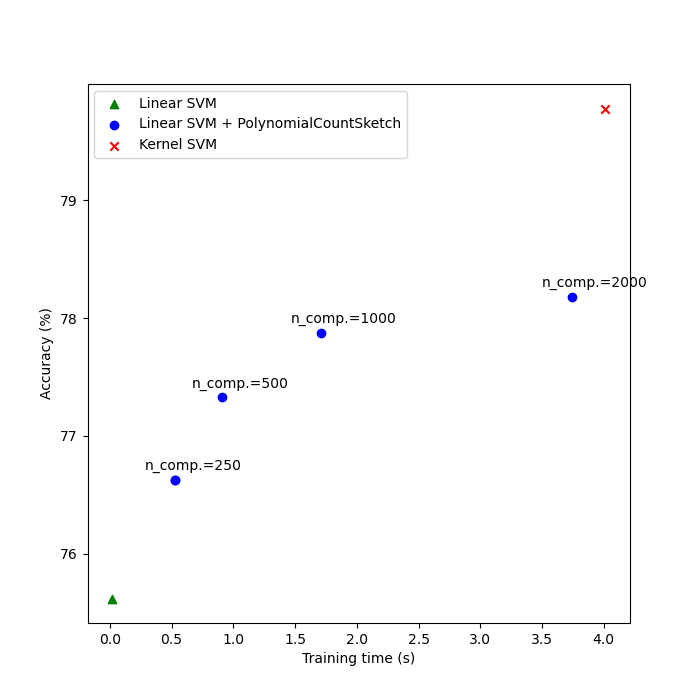 Linear SVM
Linear SVM + PolynomialCountSketch
Kernel SVM
79
n_comp.=2000
78
n_comp.=1000
Accuracy (%)
n_comp.=500
77
n_comp.=250
76
0.0 0.5 1.0 1.5 2.0 2.5 3.0 3.5 4.0
Training time (s)